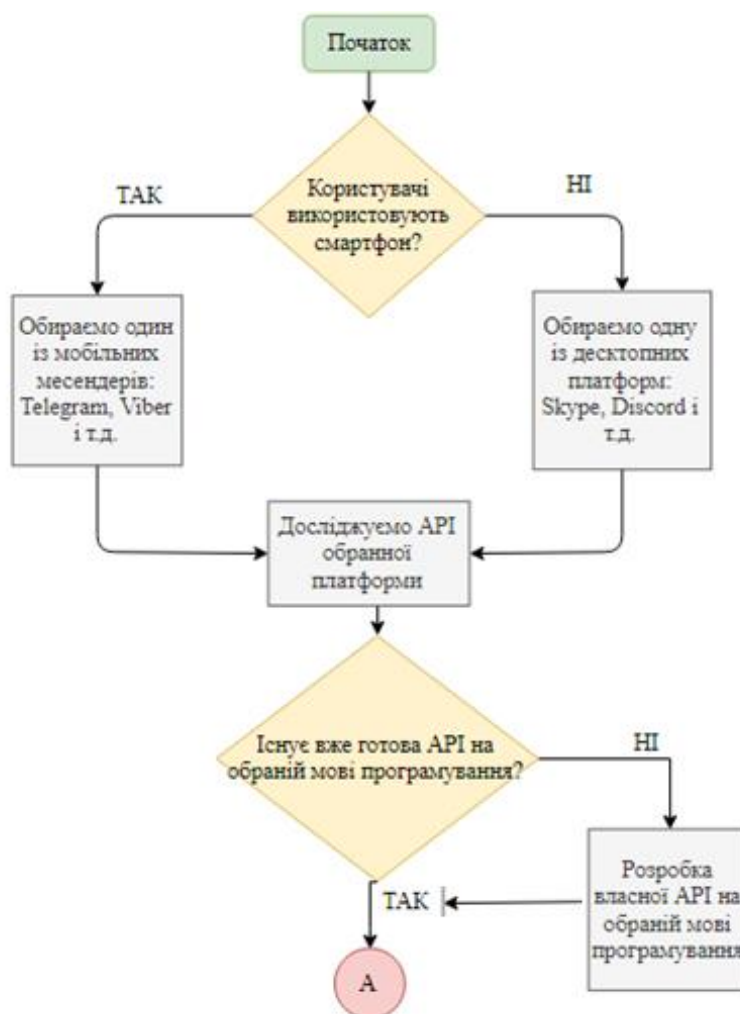 Початок
ТАК
НІ
Користувачі
використовують
смартфон?
Обираємо один
із мобільних
месендерів:
Telegram, Viber
і т.д.
Обираємо одну
із десктопних
платформ:
Skype, Discord і
т.д.
Досліджуємо API
обранної
платформи
Існує вже готова API на
обраній мові програмування?
НІ
Розробка
власної API на
обраній мові
програмування
ТАК
А